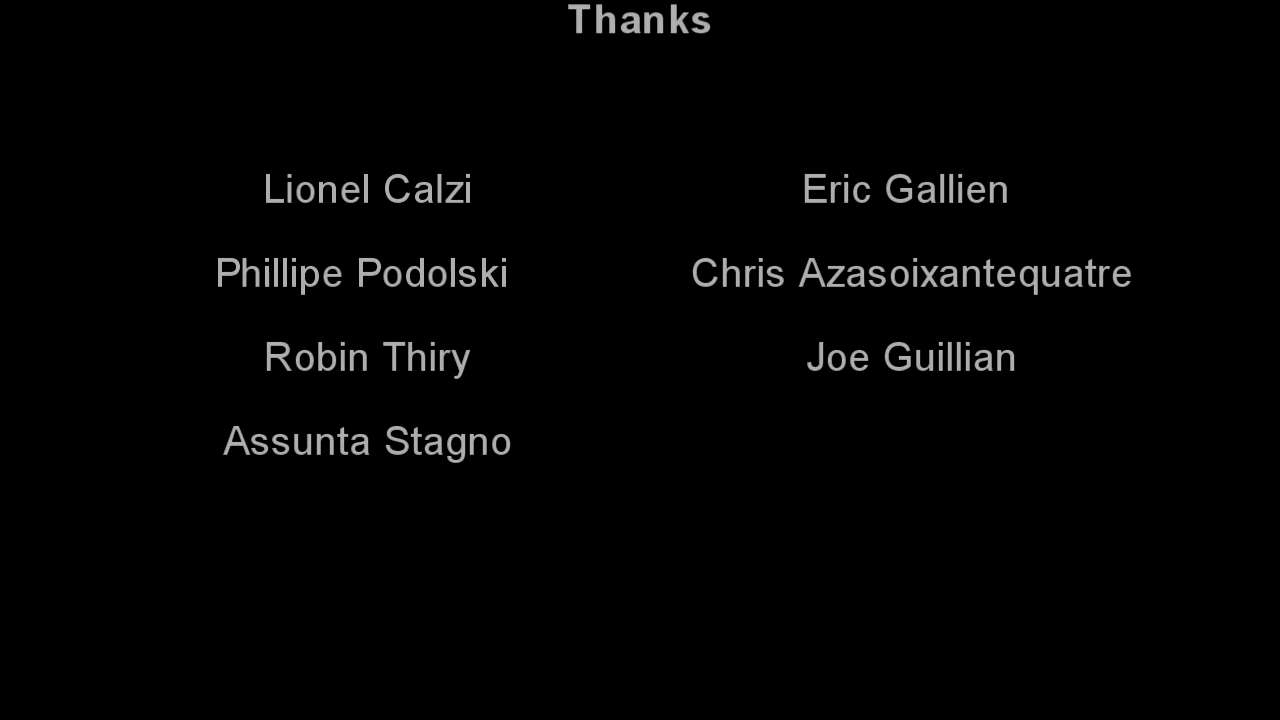 Thanks
Lionel Calzi Eric Gallien
Phillipe Podolski Chris Azasoixantequatre
Robin Thiry Joe Guillian
Assunta Stagno